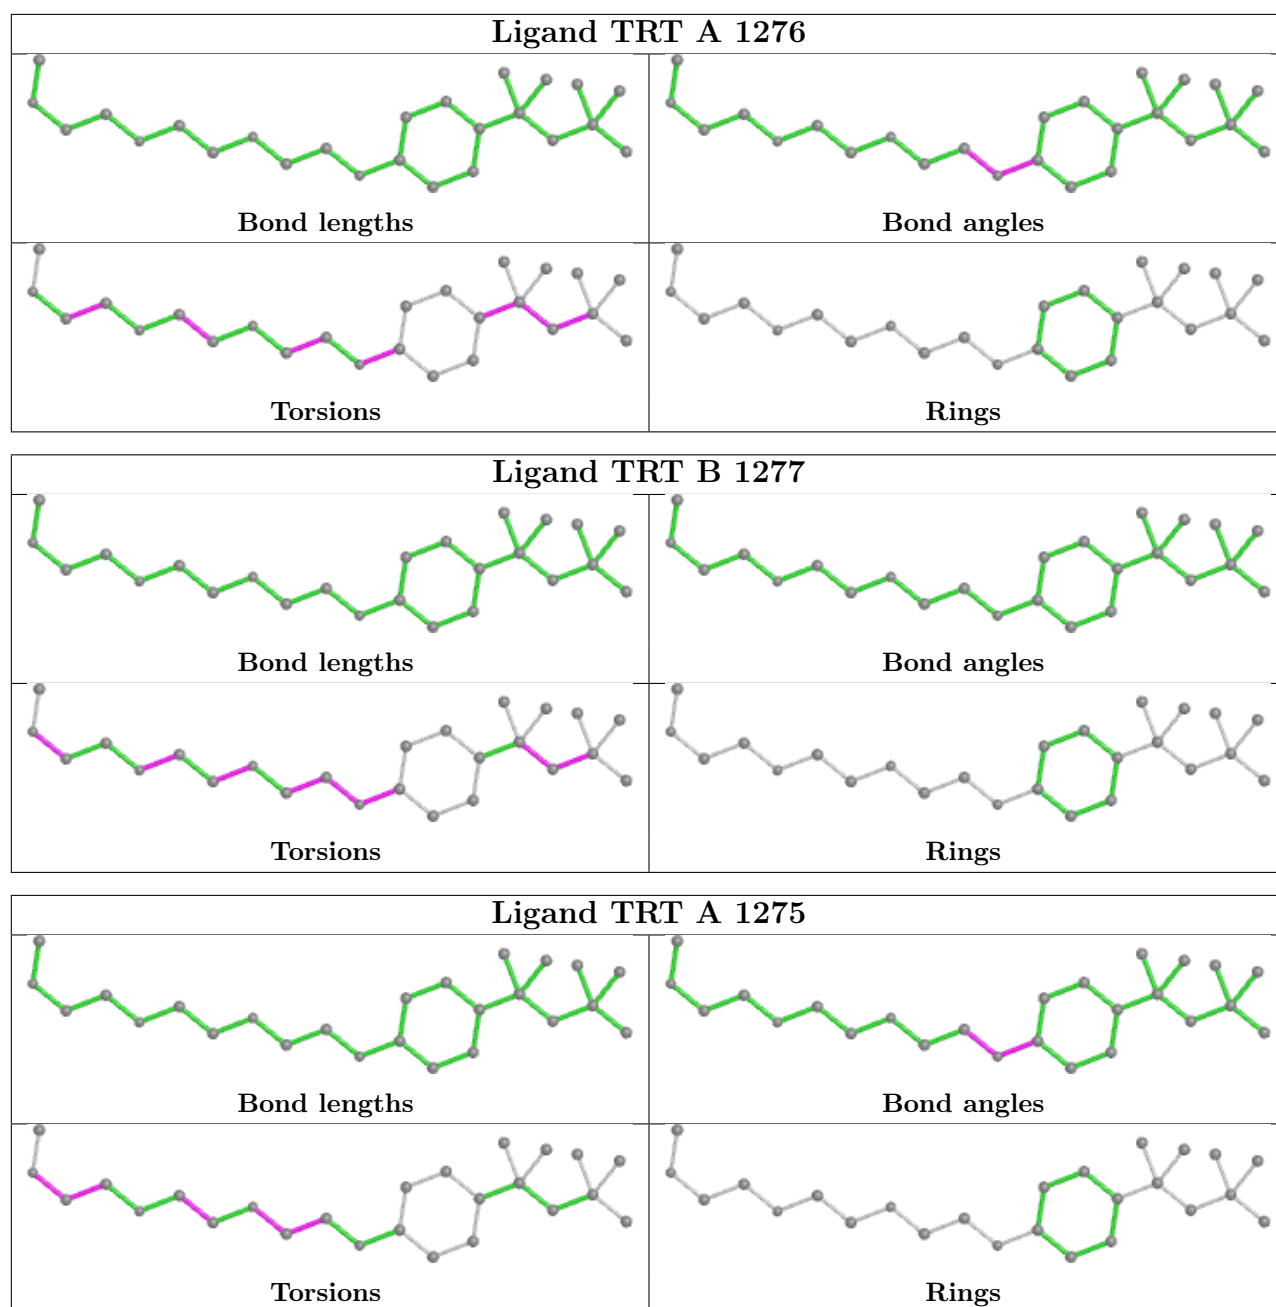 Ligand TRT A 1276
Bond lengths
Bond angles
Torsions
Rings
Ligand TRT B 1277
Bond lengths
Bond angles
Torsions
Rings
Ligand TRT A 1275
Bond lengths
Bond angles
Torsions
Rings